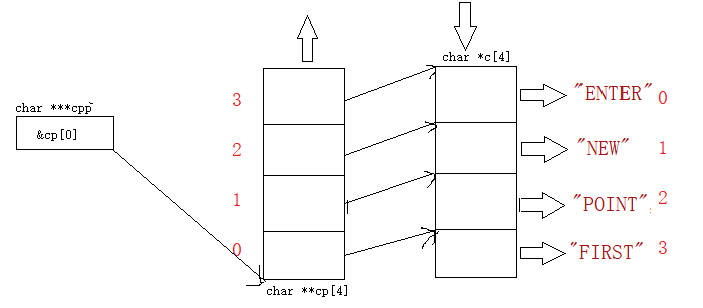 char *c[4]
3
"ENTER" 0
char ***cpp
&cp[0]
2
"NEW" 1
1
"POINT", 2
0
"FIRST" 3
char **cp[4]